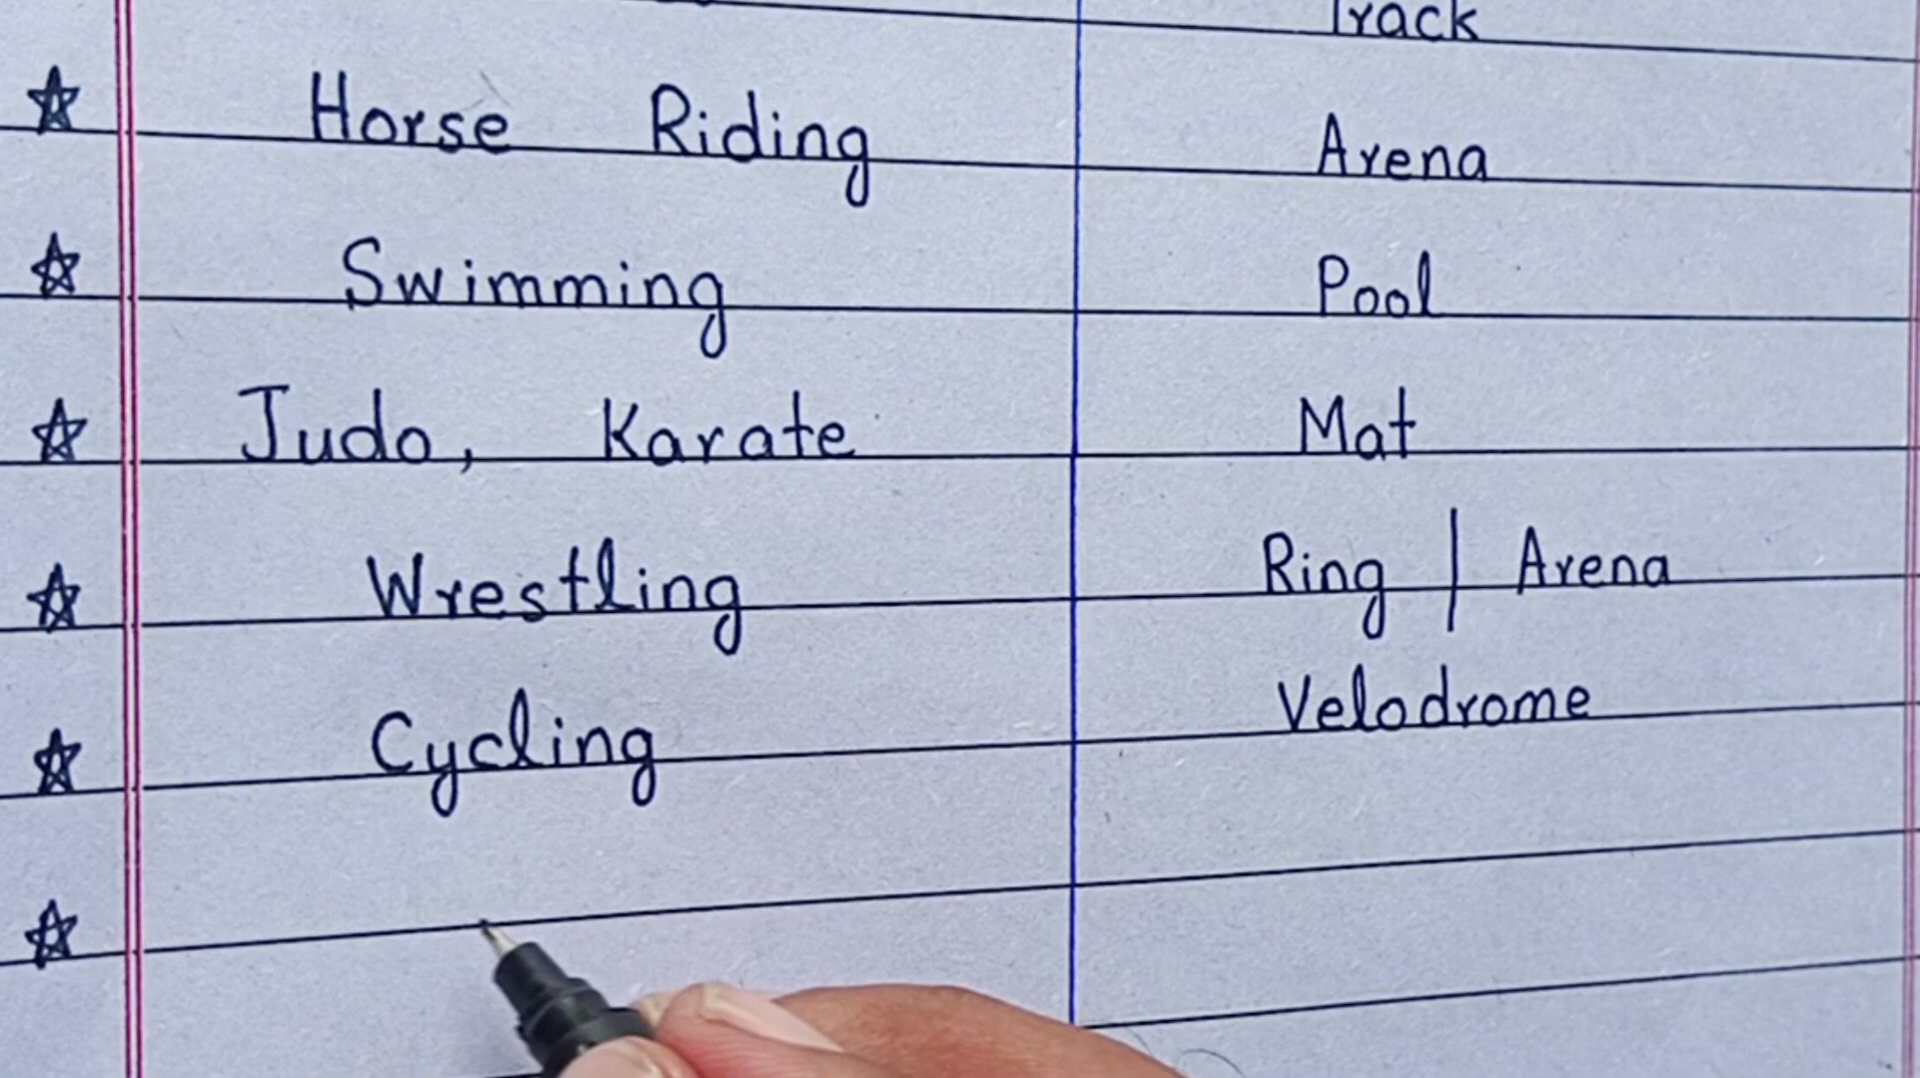 Track
Horse Riding Arena
Swimming Pool
Judo, Karate Mat
Wrestling Ring | Arena
Cycling Velodrome